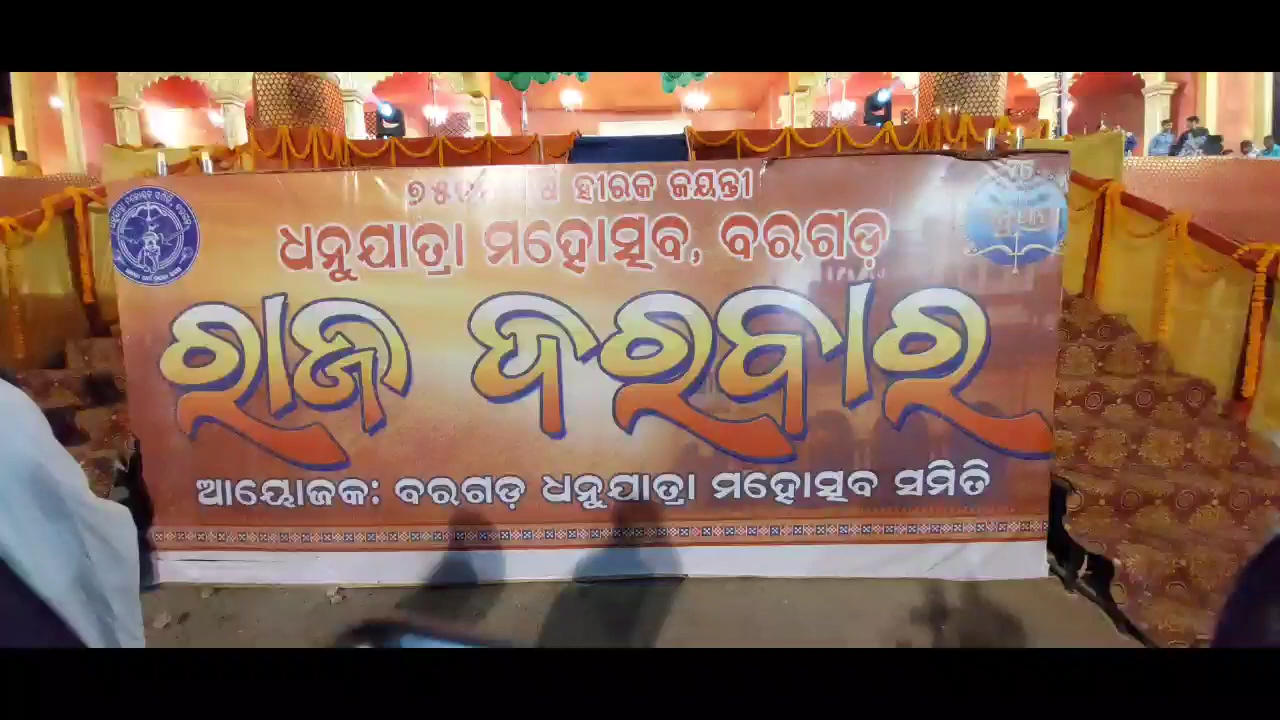 ହୀରକ ଜୟନ୍ତୀ
ଧନୁଯାତ୍ରା ମହୋତ୍ସବ, ବରଗଡ଼
ରାଜ ଦରବାର
ଆୟୋଜକ: ବରଗଡ଼ ଧନୁଯାତ୍ରା ମହୋତ୍ସବ ସମିତି